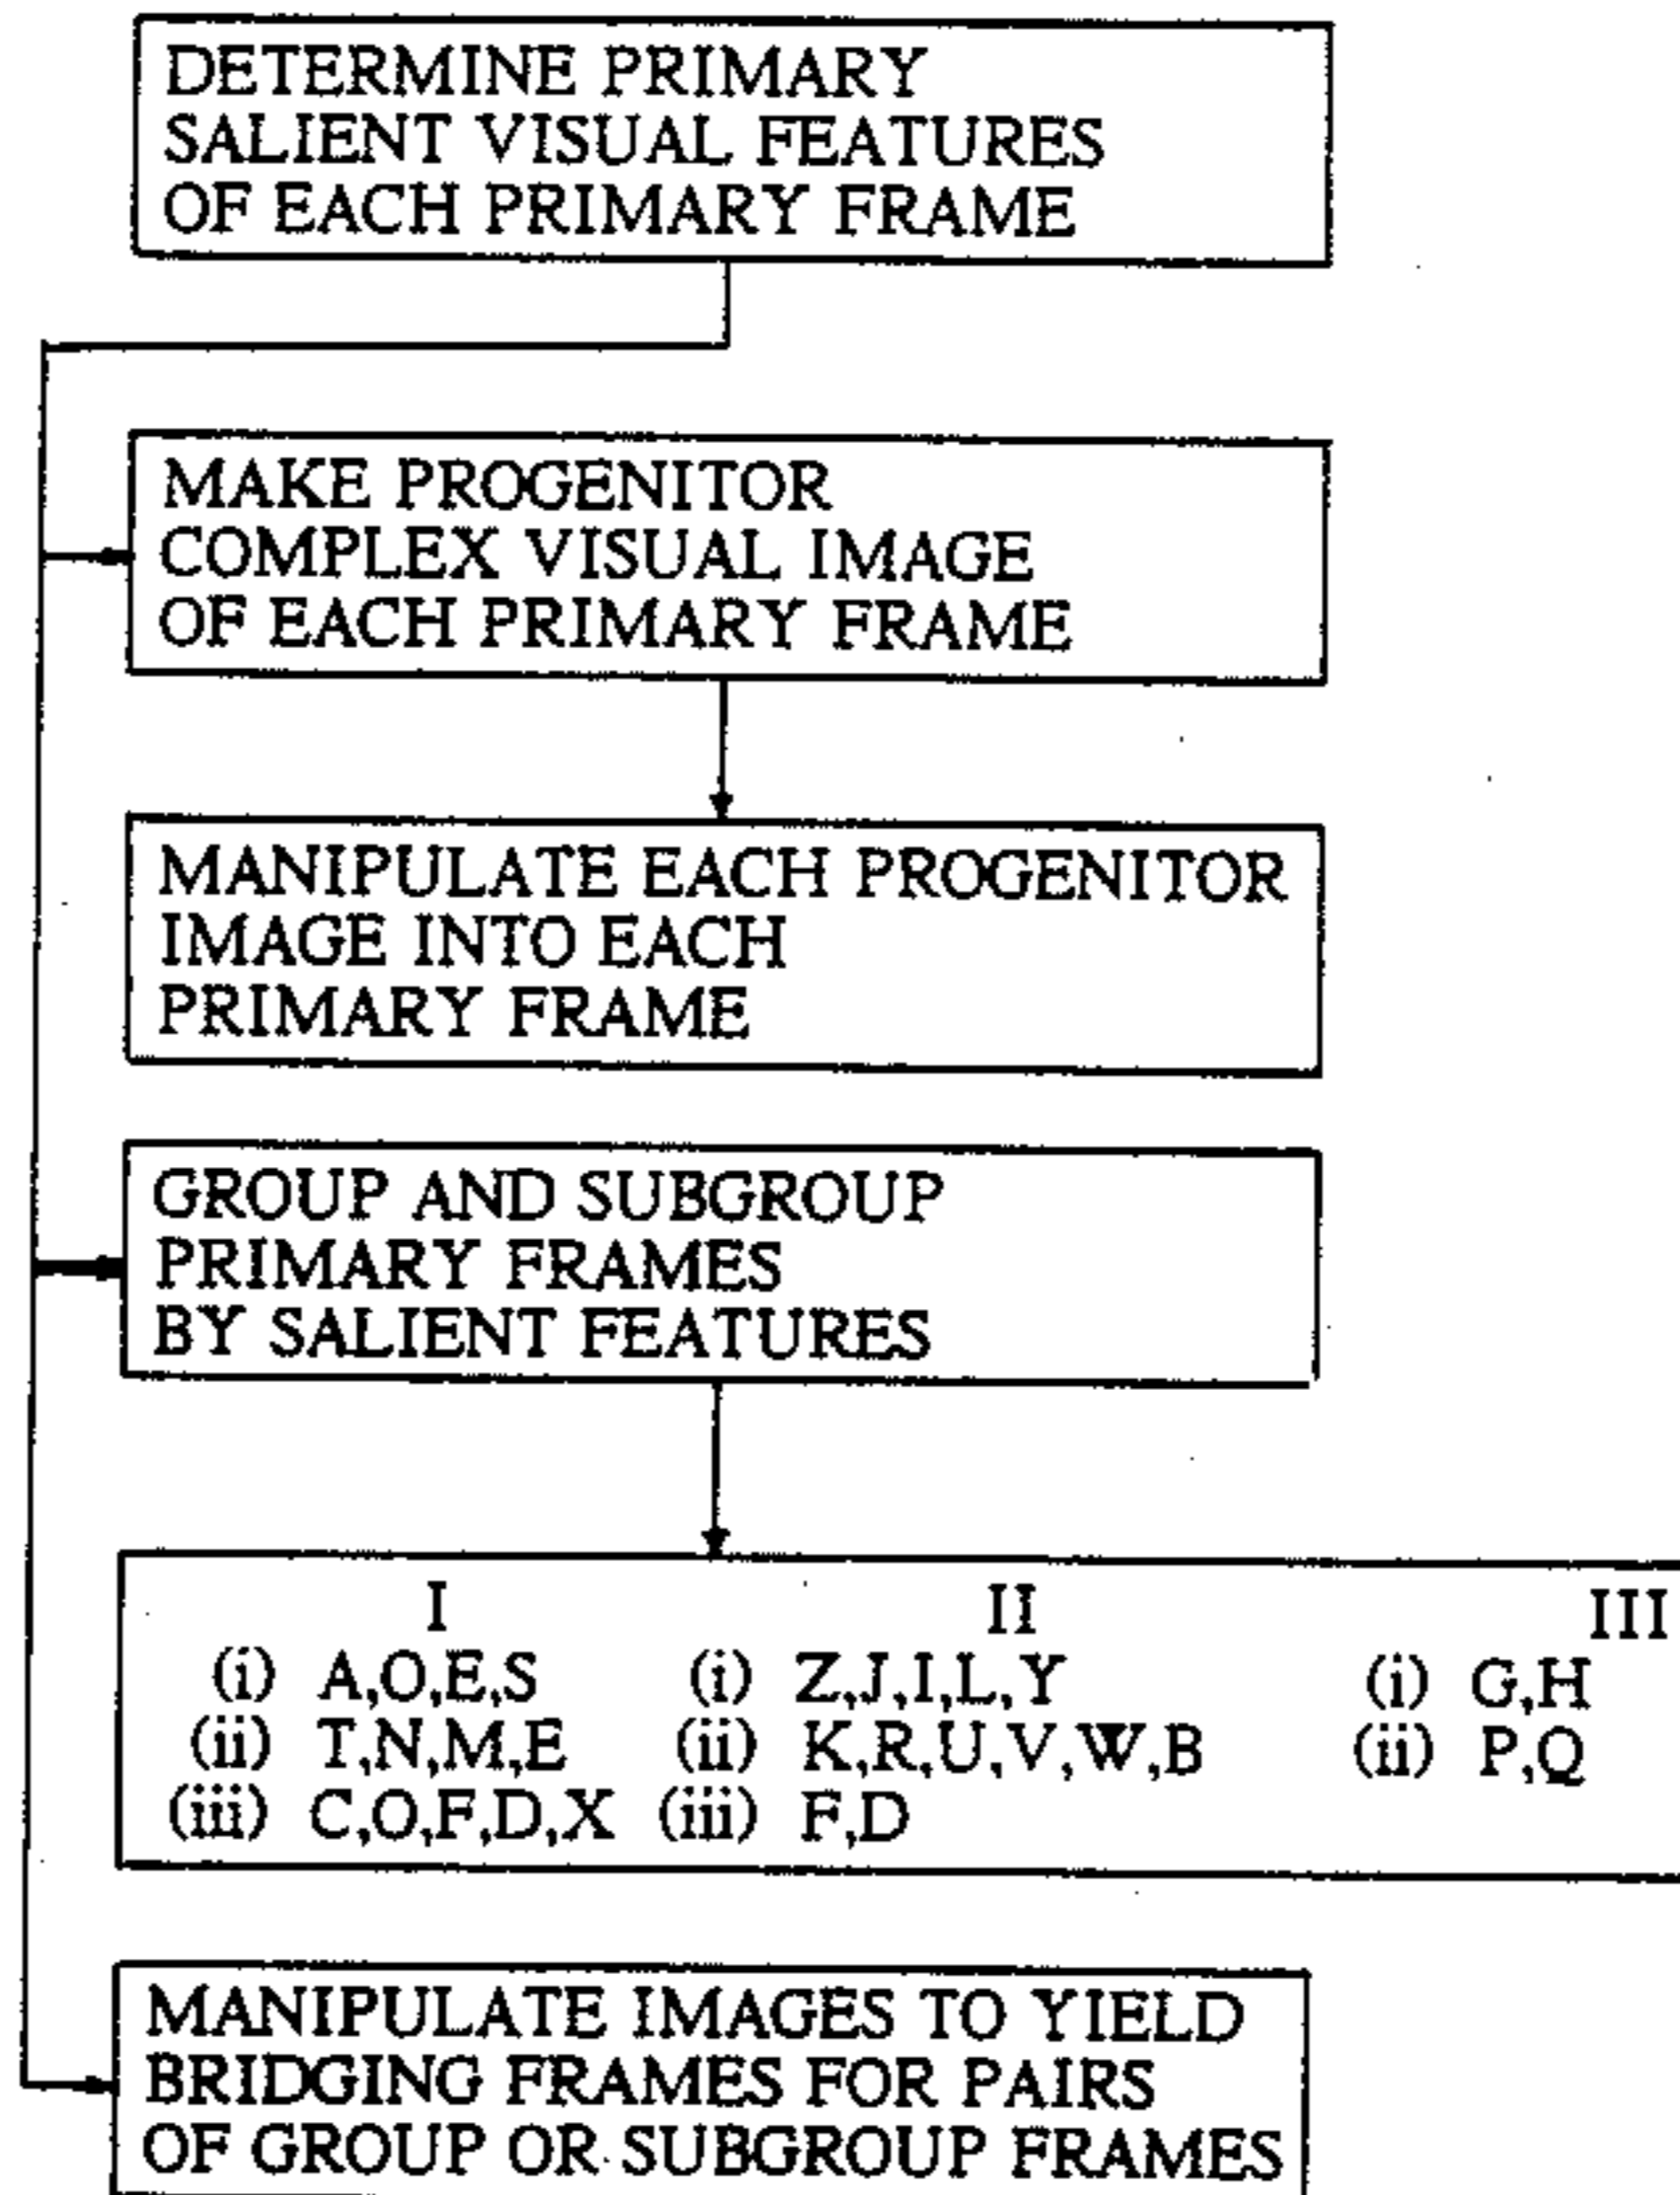 DETERMINE PRIMARY
SALIENT VISUAL FEATURES
OF EACH PRIMARY FRAME
MAKE PROGENITOR
COMPLEX VISUAL IMAGE
OF EACH PRIMARY FRAME
MANIPULATE EACH PROGENITOR
IMAGE INTO EACH
PRIMARY FRAME
GROUP AND SUBGROUP
PRIMARY FRAMES
BY SALIENT FEATURES
I II III
(i) A,O,E,S (i) Z,J,I,L,Y (i) G,H
(ii) T,N,M,E (ii) K,R,U,V,W,B (ii) P,Q
(iii) C,O,F,D,X (iii) F,D
MANIPULATE IMAGES TO YIELD
BRIDGING FRAMES FOR PAIRS
OF GROUP OR SUBGROUP FRAMES